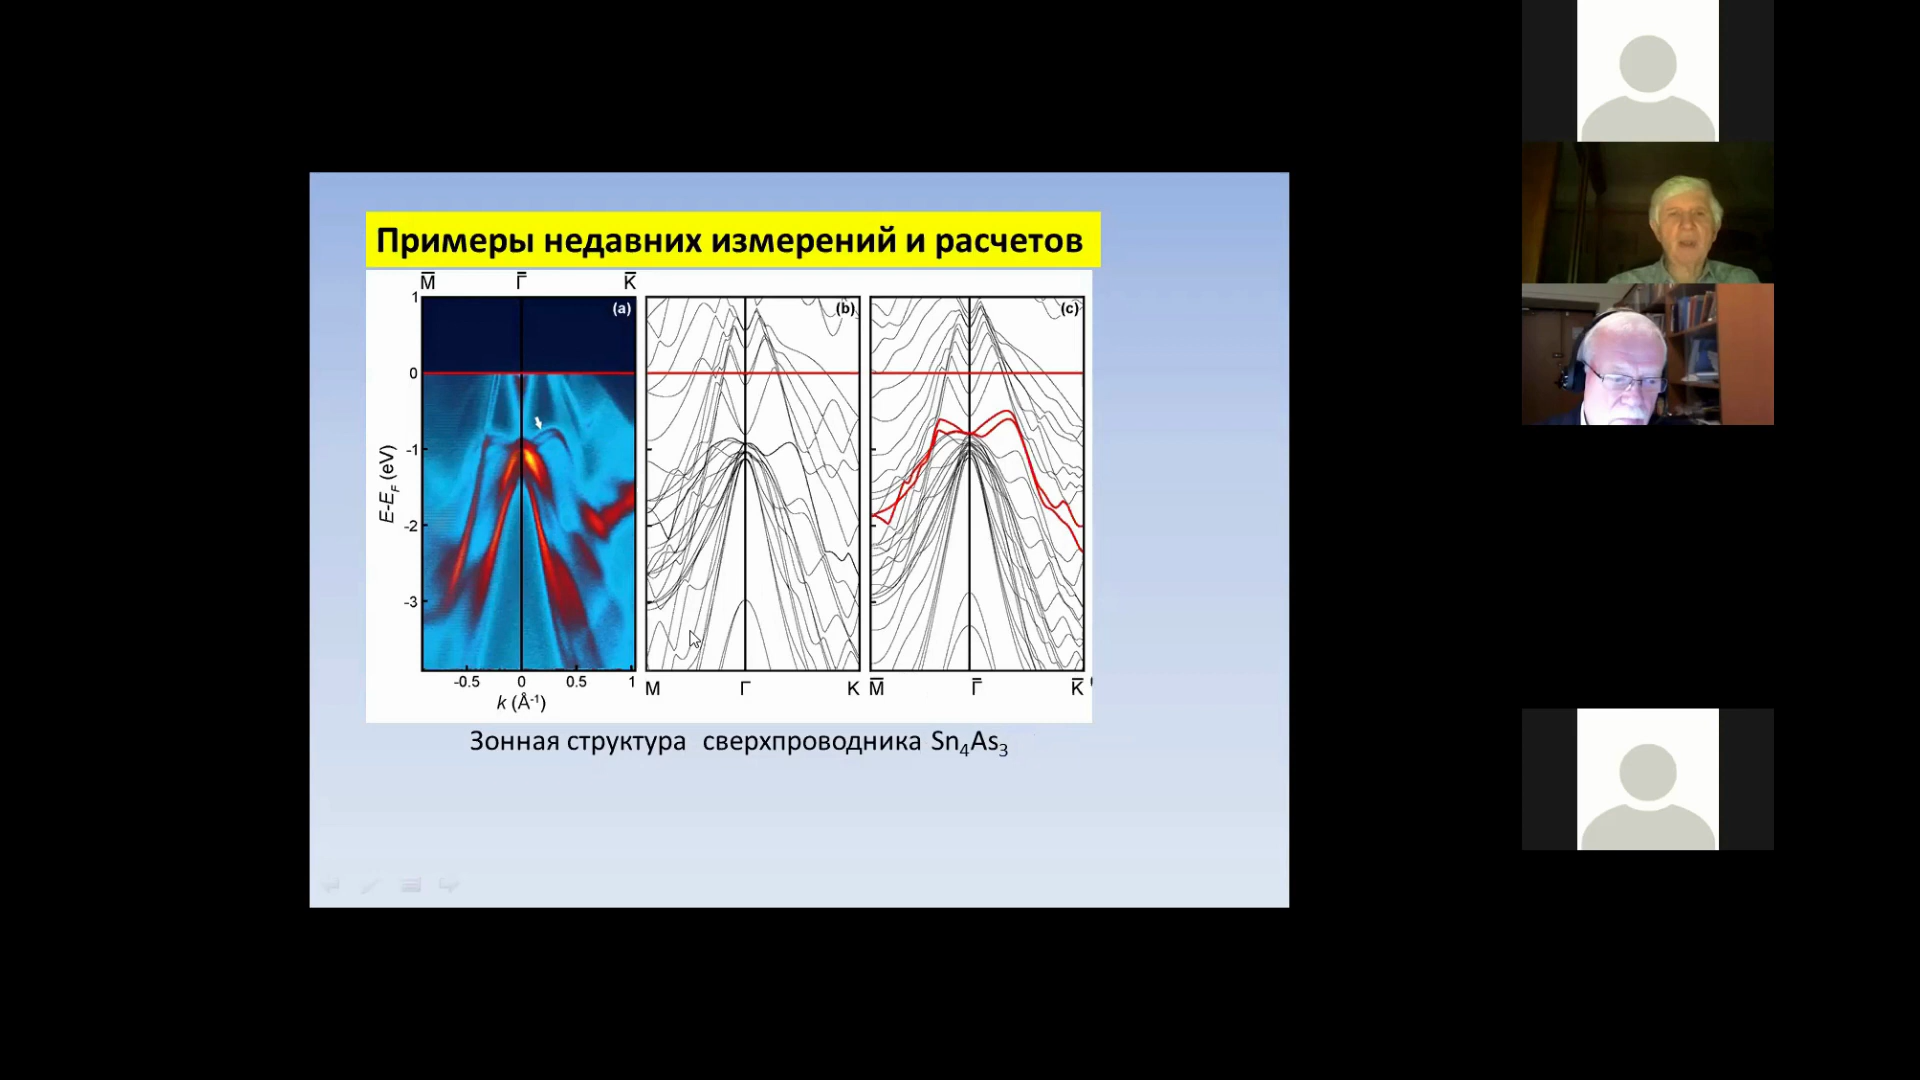 Примеры недавних измерений и расчетов
M̅ Γ̅ K̅
(a) (b) (c)
1
0
-1
-2
-3
E-E_F (eV)
-0.5 0 0.5 1
k (Å⁻¹)
M Γ K
M̅ Γ̅ K̅
Зонная структура сверхпроводника Sn₄As₃